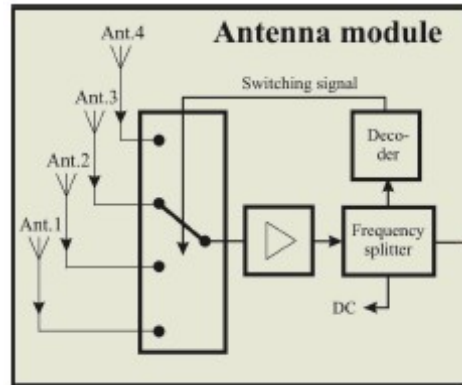 Antenna module
Ant.4
Ant.3
Ant.2
Ant.1
Switching signal
Deco-
der
Frequency
splitter
DC